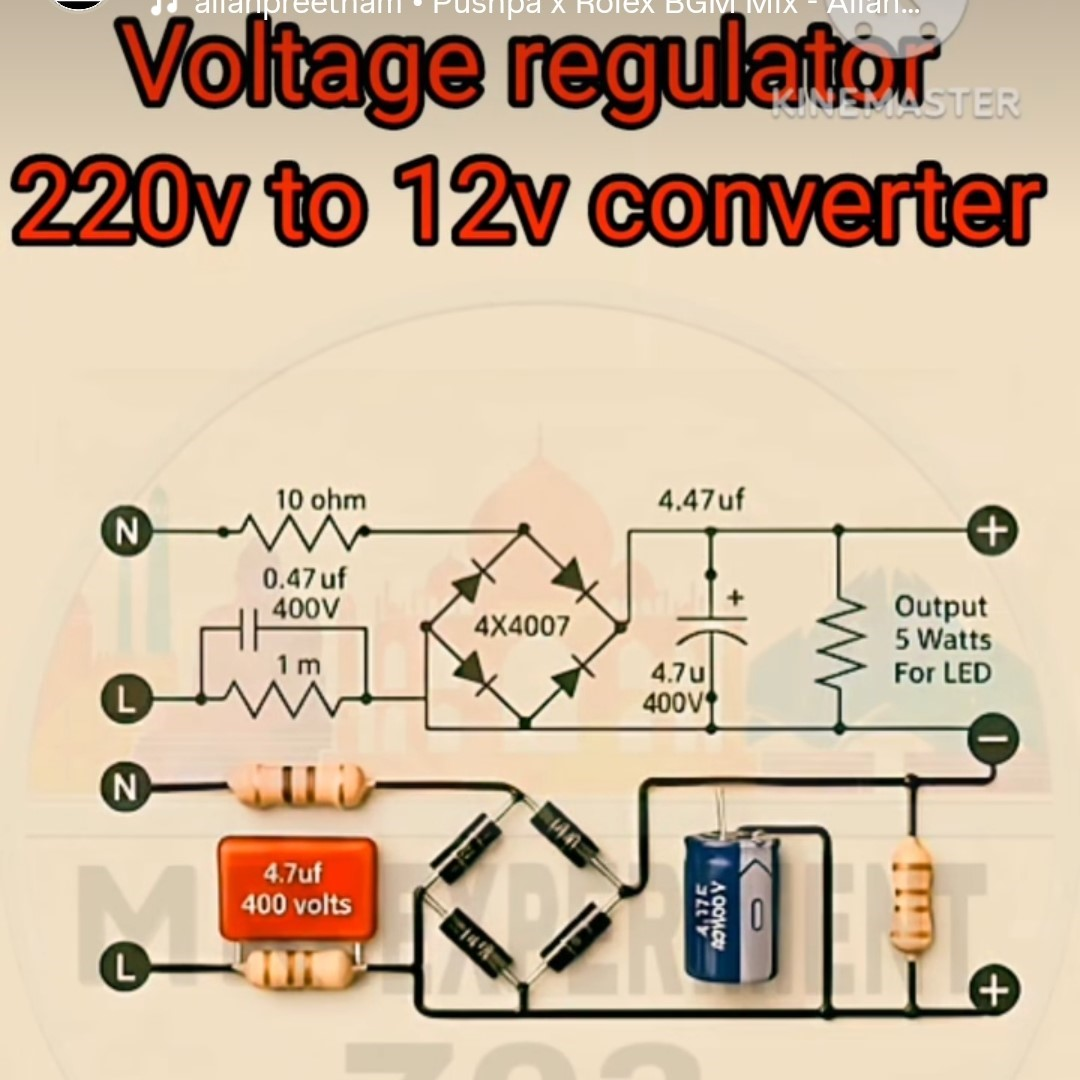 allanpreetham • Pushpa x Rolex BGM Mix - Allan...
Voltage regulator
KINEMASTER
220v to 12v converter
10 ohm
4.47uf
N
+
0.47uf
400V
4X4007
+
Output
5 Watts
For LED
1 m
4.7u
400V
L
−
N
4.7uf
400 volts
L
+
EXPERIMENT